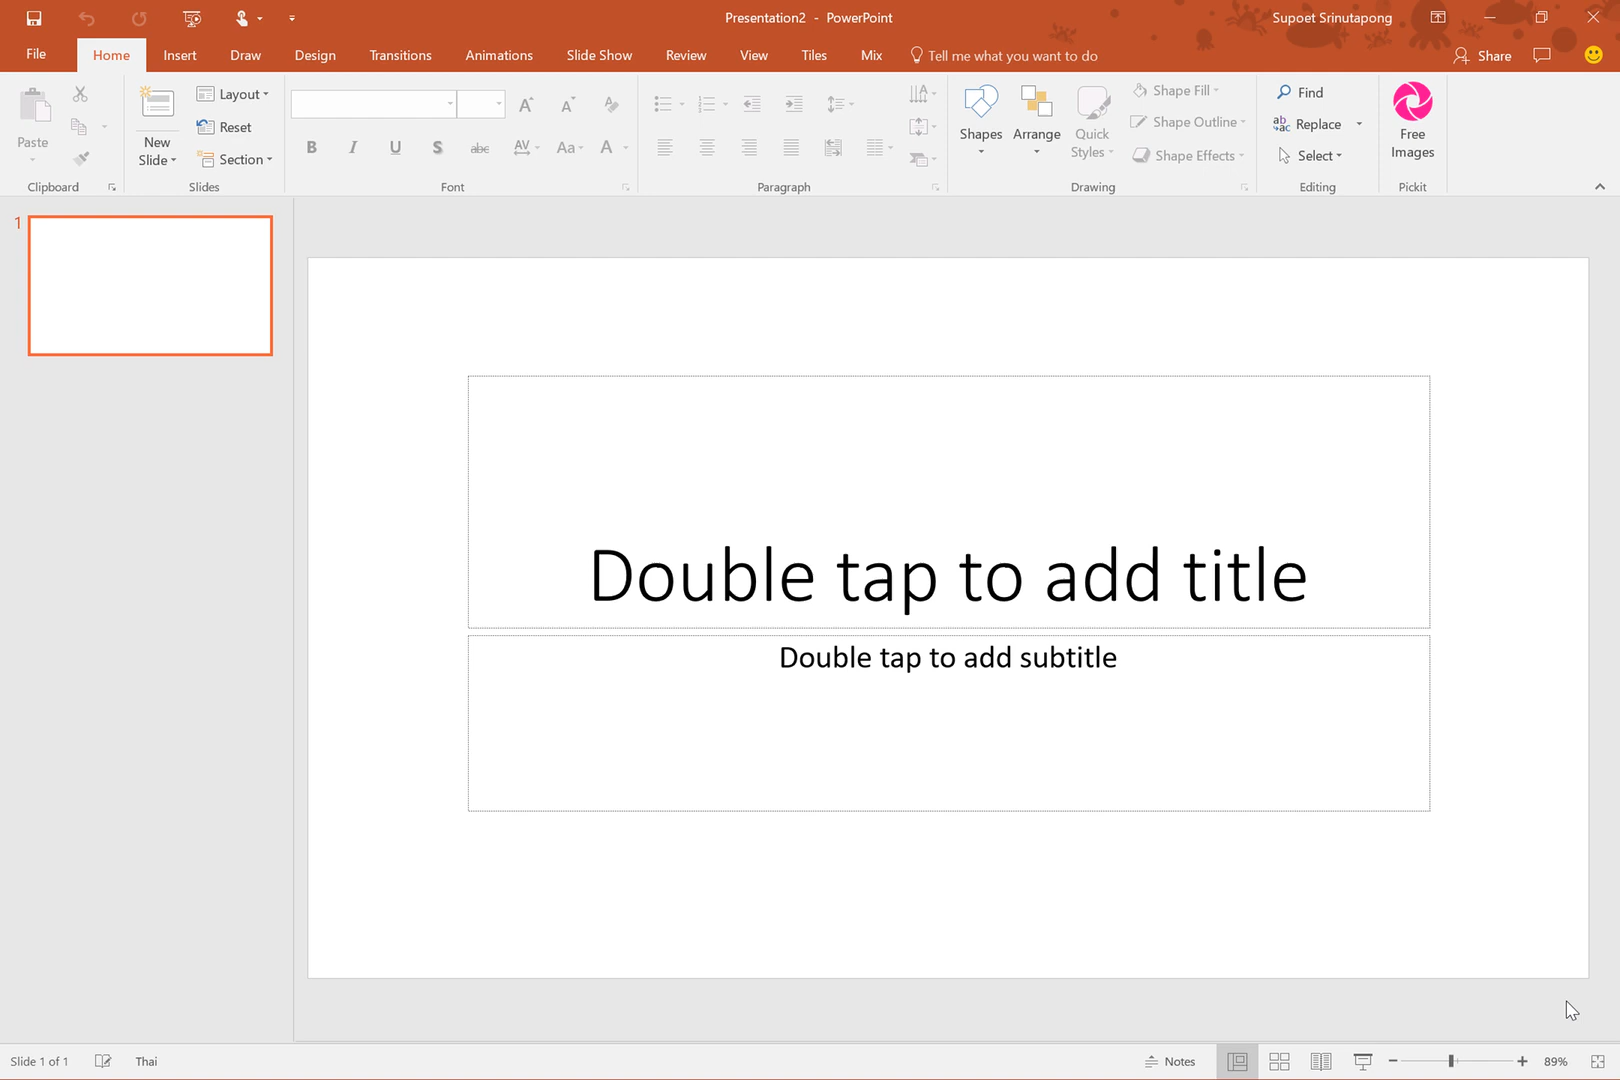 Presentation2 - PowerPoint
Supoet Srinutapong
File Home Insert Draw Design Transitions Animations Slide Show Review View Tiles Mix Tell me what you want to do Share
Paste
Clipboard
New Slide
Layout
Reset
Section
Slides
B I U S abc AV Aa A
Font
Paragraph
Shapes
Arrange
Quick Styles
Shape Fill
Shape Outline
Shape Effects
Drawing
Find
Replace
Select
Editing
Free Images
Pickit
1
Double tap to add title
Double tap to add subtitle
Slide 1 of 1 Thai Notes 89%